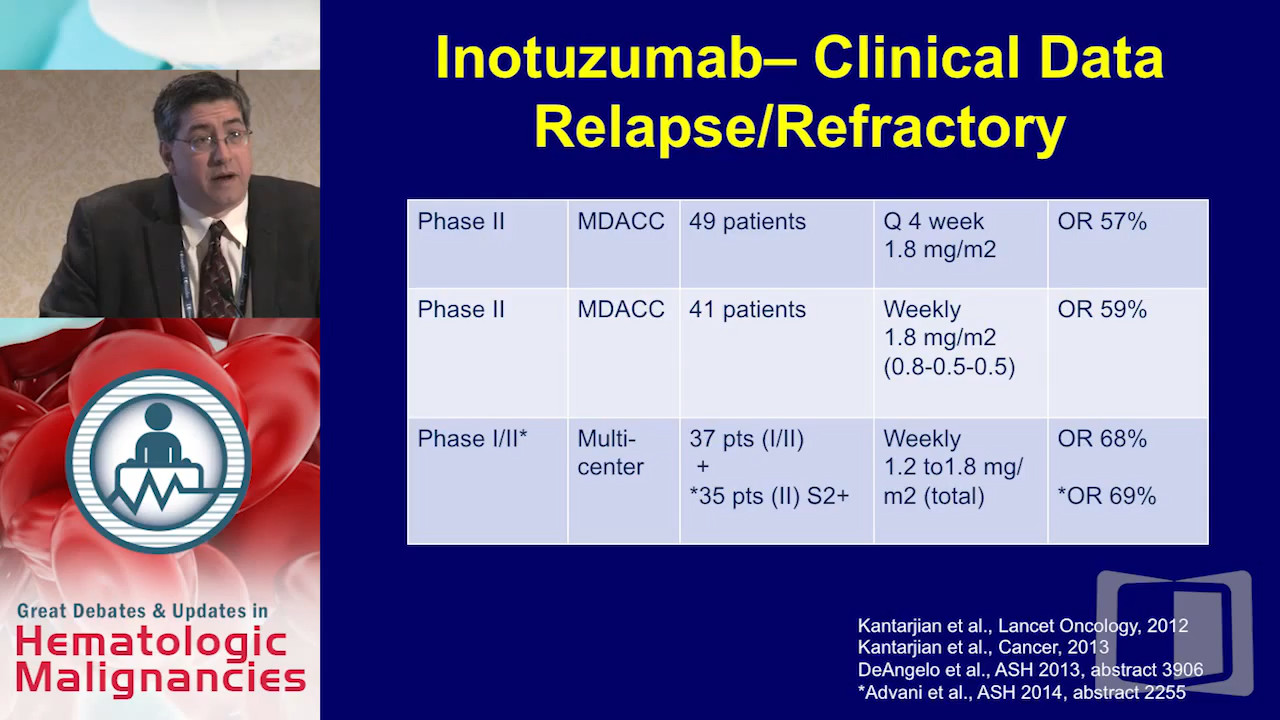 Inotuzumab– Clinical Data
Relapse/Refractory
Phase II
MDACC
49 patients
Q 4 week
1.8 mg/m2
OR 57%
Phase II
MDACC
41 patients
Weekly
1.8 mg/m2
(0.8-0.5-0.5)
OR 59%
Phase I/II*
Multi-
center
37 pts (I/II)
+
*35 pts (II) S2+
Weekly
1.2 to1.8 mg/
m2 (total)
OR 68%
*OR 69%
Kantarjian et al., Lancet Oncology, 2012
Kantarjian et al., Cancer, 2013
DeAngelo et al., ASH 2013, abstract 3906
*Advani et al., ASH 2014, abstract 2255
Great Debates & Updates in
Hematologic
Malignancies